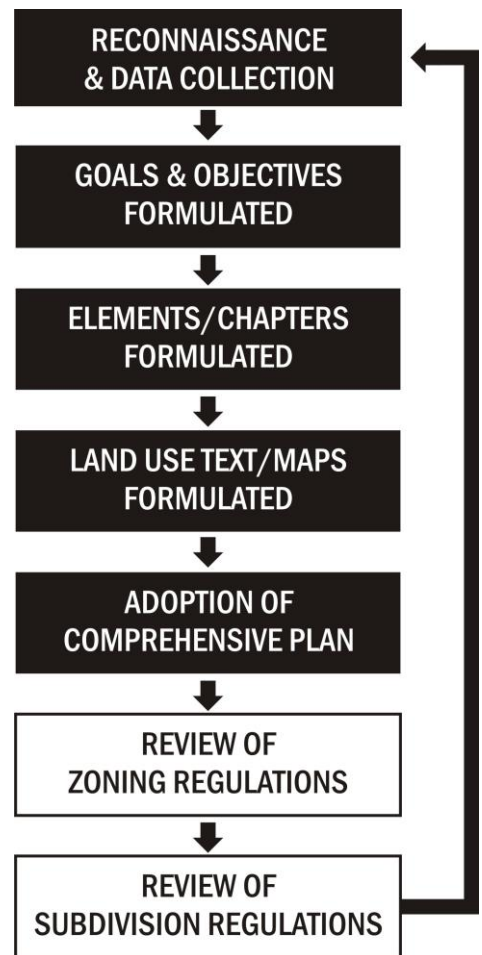 RECONNAISSANCE
& DATA COLLECTION
GOALS & OBJECTIVES
FORMULATED
ELEMENTS/CHAPTERS
FORMULATED
LAND USE TEXT/MAPS
FORMULATED
ADOPTION OF
COMPREHENSIVE PLAN
REVIEW OF
ZONING REGULATIONS
REVIEW OF
SUBDIVISION REGULATIONS